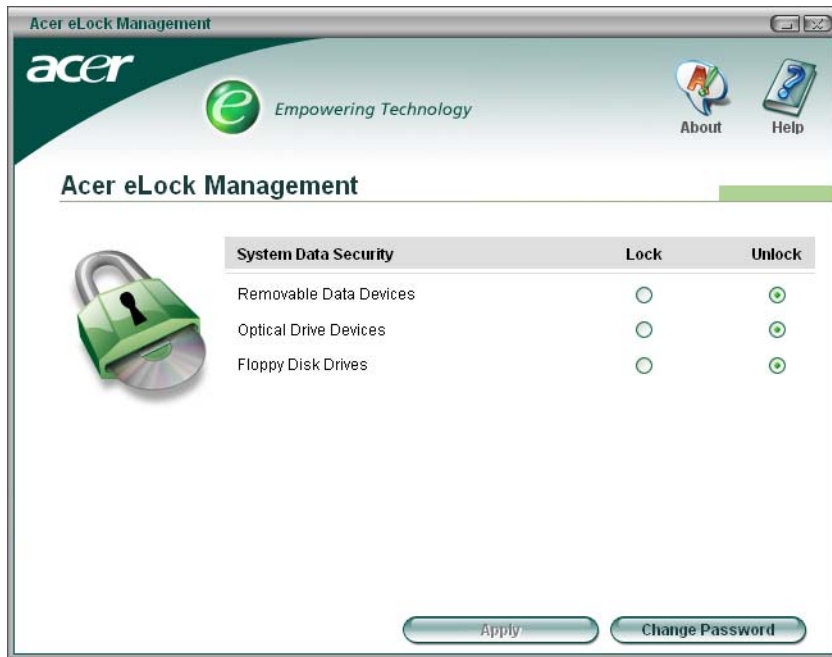 Acer eLock Management
acer
e Empowering Technology
About Help
Acer eLock Management
System Data Security Lock Unlock
Removable Data Devices
Optical Drive Devices
Floppy Disk Drives
Apply Change Password